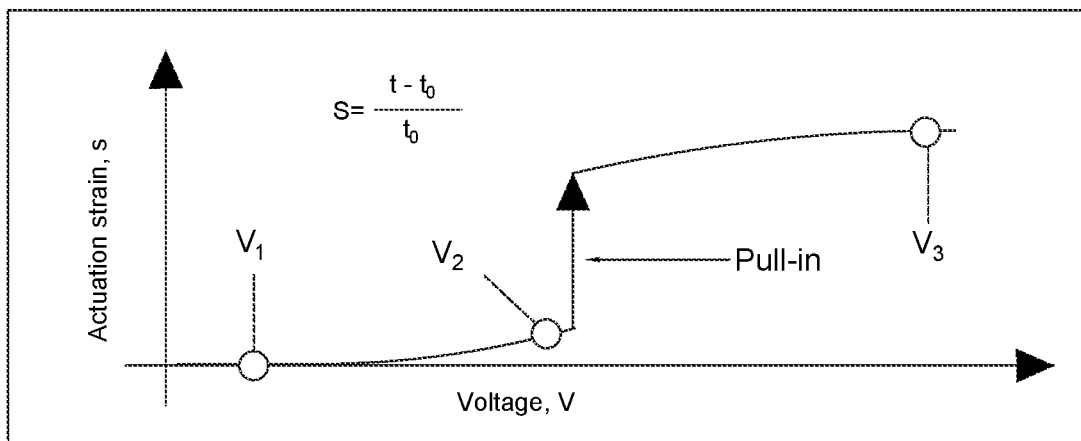 S= t - t₀
t₀
V₁
V₂
V₃
Pull-in
Actuation strain, s
Voltage, V